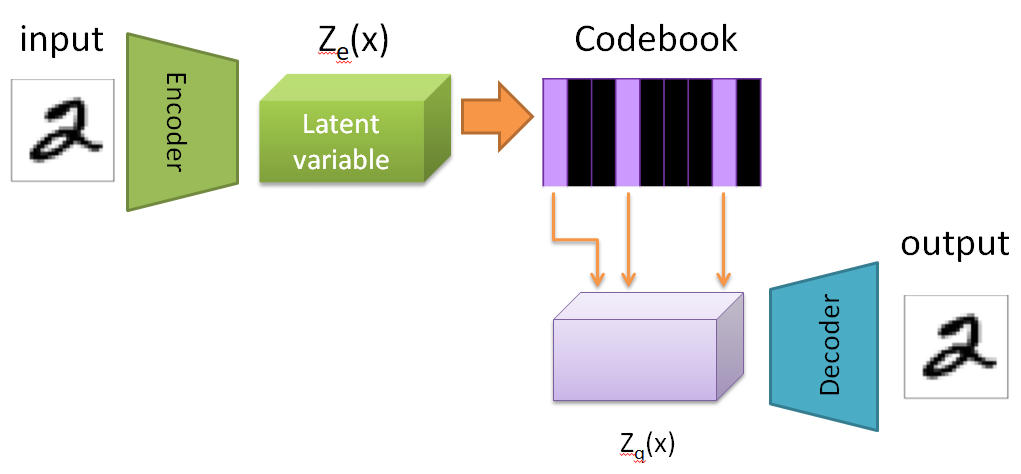 input
Encoder
Ze(x)
Latent
variable
Codebook
Zq(x)
Decoder
output